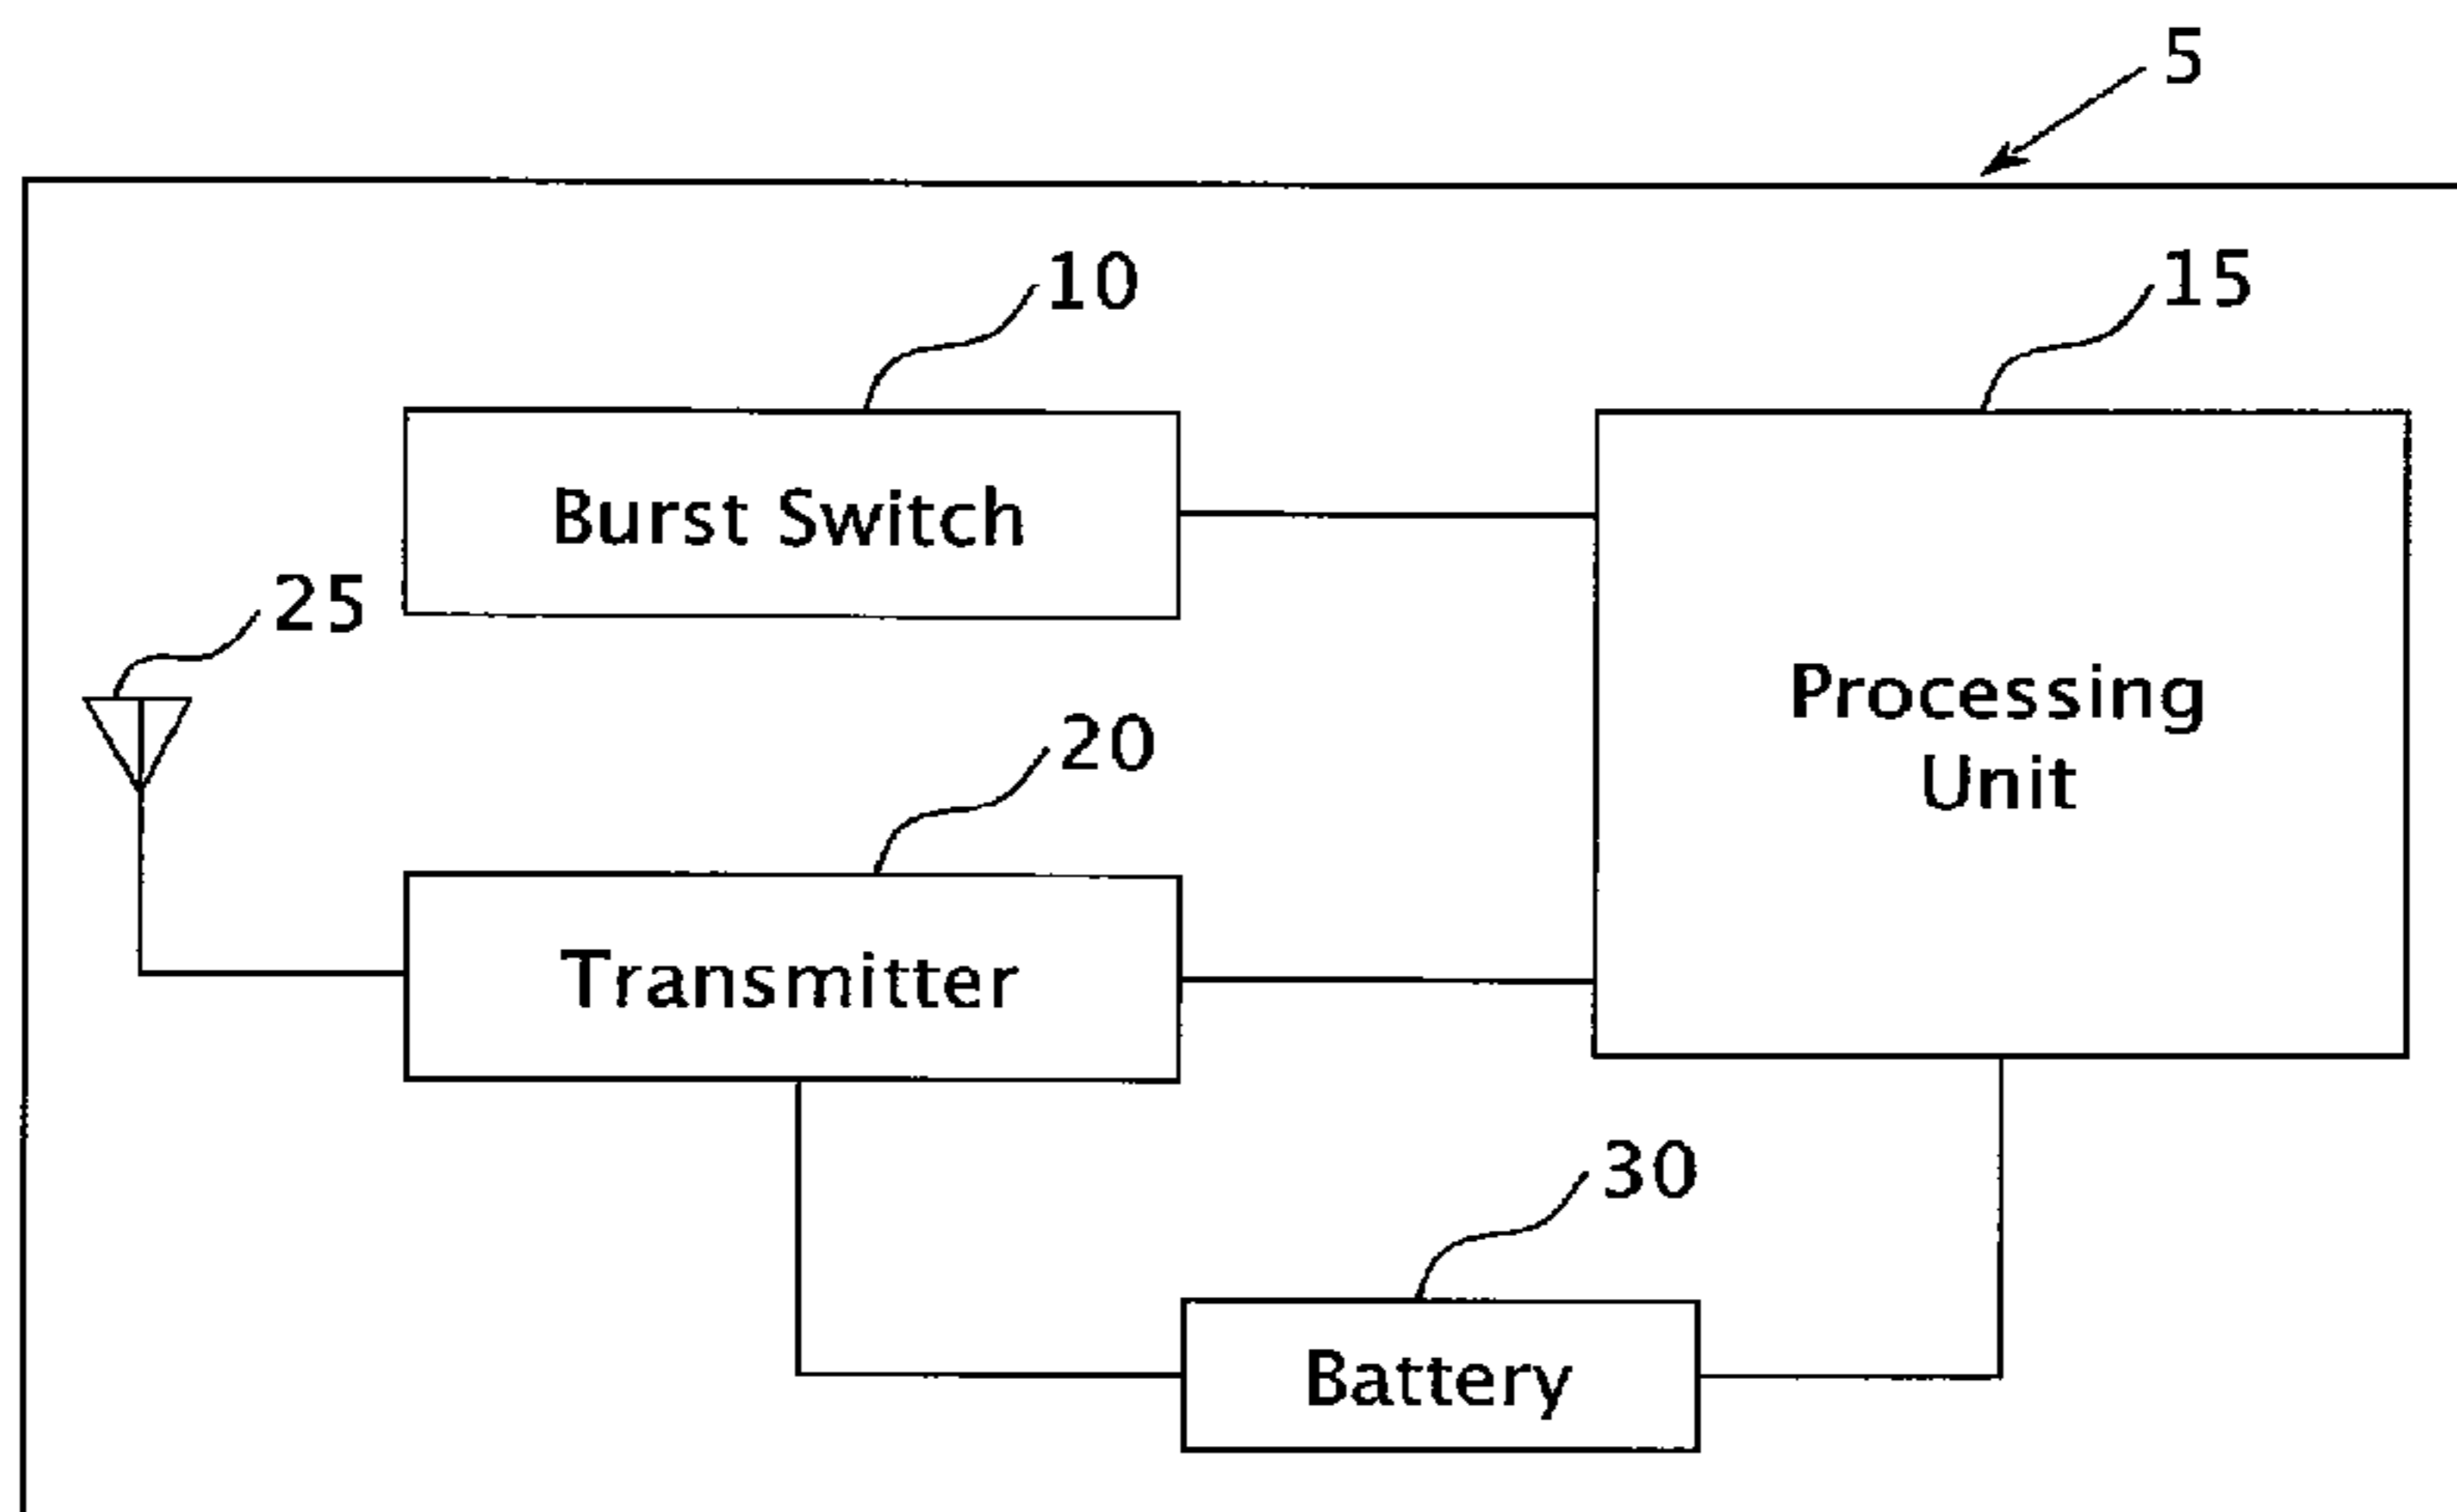 5
10
15
Burst Switch
25
Processing
Unit
20
Transmitter
30
Battery